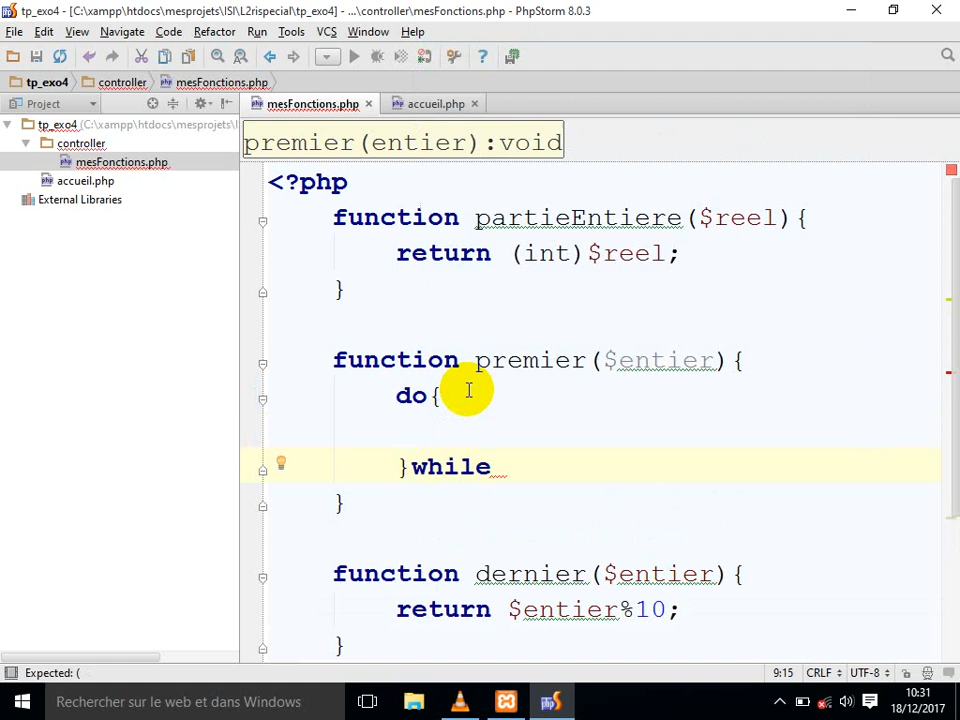 tp_exo4 - [C:\xampp\htdocs\mesprojets\ISI\L2rispecial\tp_exo4] - ...\controller\mesFonctions.php - PhpStorm 8.0.3
File Edit View Navigate Code Refactor Run Tools VCS Window Help
tp_exo4 controller mesFonctions.php
Project
mesFonctions.php accueil.php
tp_exo4 (C:\xampp\htdocs\mesprojets\I
controller
mesFonctions.php
accueil.php
External Libraries
premier(entier):void
<?php
function partieEntiere($reel){
return (int)$reel;
}
function premier($entier){
do{
}while
}
function dernier($entier){
return $entier%10;
}
Expected: ( 9:15 CRLF UTF-8
Rechercher sur le web et dans Windows
10:31
18/12/2017